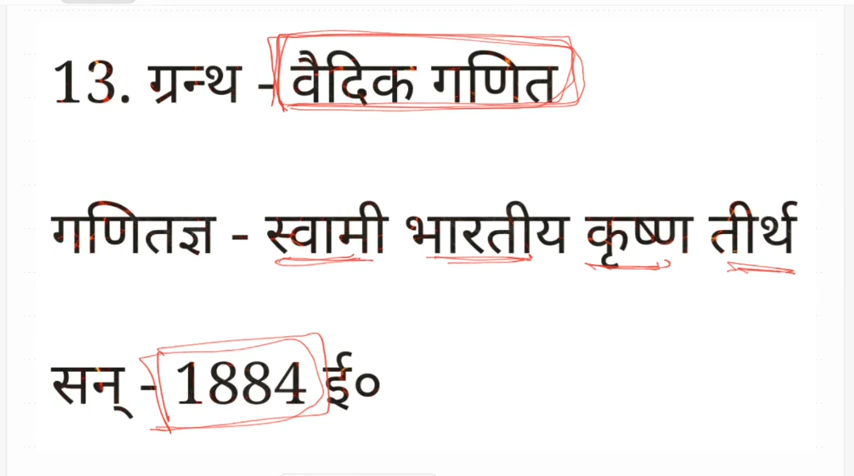 13. ग्रन्थ - वैदिक गणित
गणितज्ञ - स्वामी भारतीय कृष्ण तीर्थ
सन् - 1884 ई०